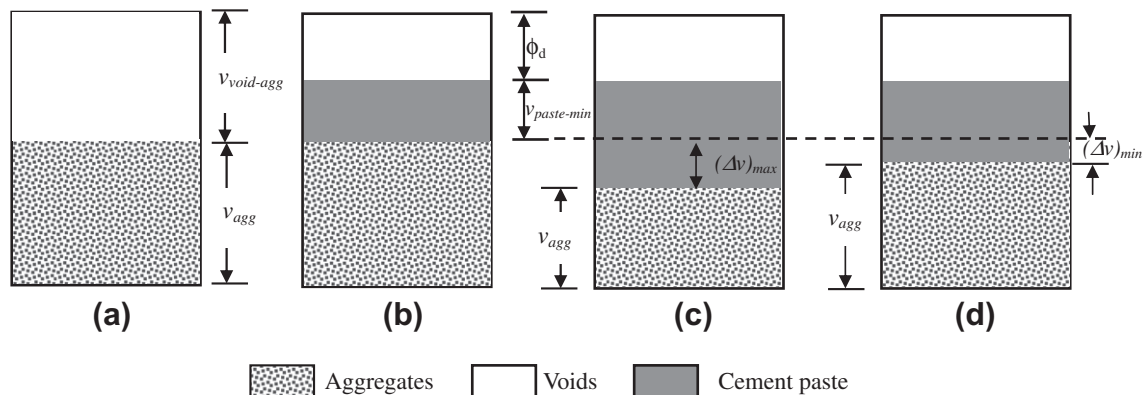 v_void-agg
v_agg
ϕ_d
v_paste-min
(Δv)_max
v_agg
v_agg
(Δv)_min
(a)
(b)
(c)
(d)
Aggregates
Voids
Cement paste